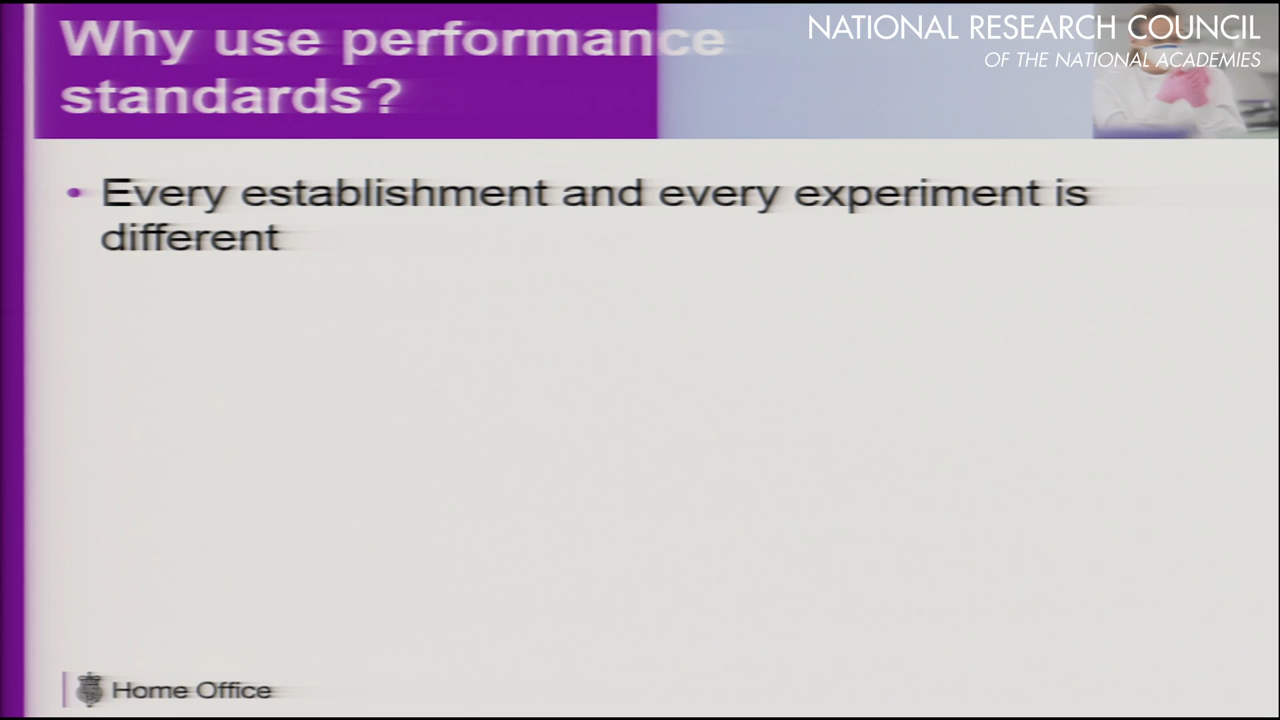 Why use performance
standards?
NATIONAL RESEARCH COUNCIL
OF THE NATIONAL ACADEMIES
• Every establishment and every experiment is
different
Home Office